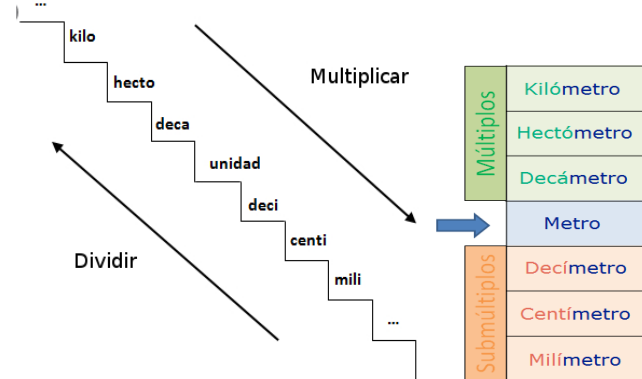 ...
kilo
hecto
deca
unidad
deci
centi
mili
...
Multiplicar
Dividir
Múltiplos
Kilómetro
Hectómetro
Decámetro
Metro
Submúltiplos
Decímetro
Centímetro
Milímetro